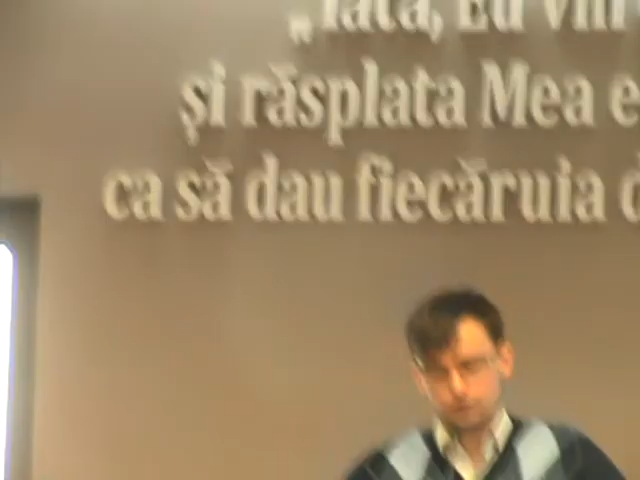 „Iată, Eu vin
și răsplata Mea e
ca să dau fiecăruia d